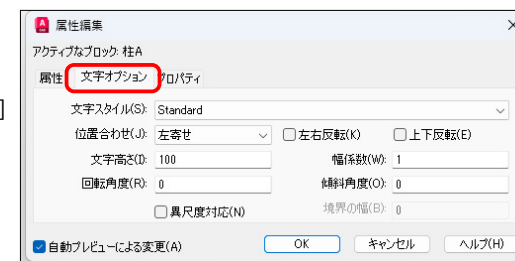 属性編集
アクティブなブロック: 柱A
属性 文字オプション プロパティ
]
文字スタイル(S): Standard
位置合わせ(J): 左寄せ 左右反転(K) 上下反転(E)
文字高さ(I): 100 幅係数(W): 1
回転角度(R): 0 傾斜角度(O): 0
異尺度対応(N) 境界の幅(B): 0
自動プレビューによる変更(A) OK キャンセル ヘルプ(H)